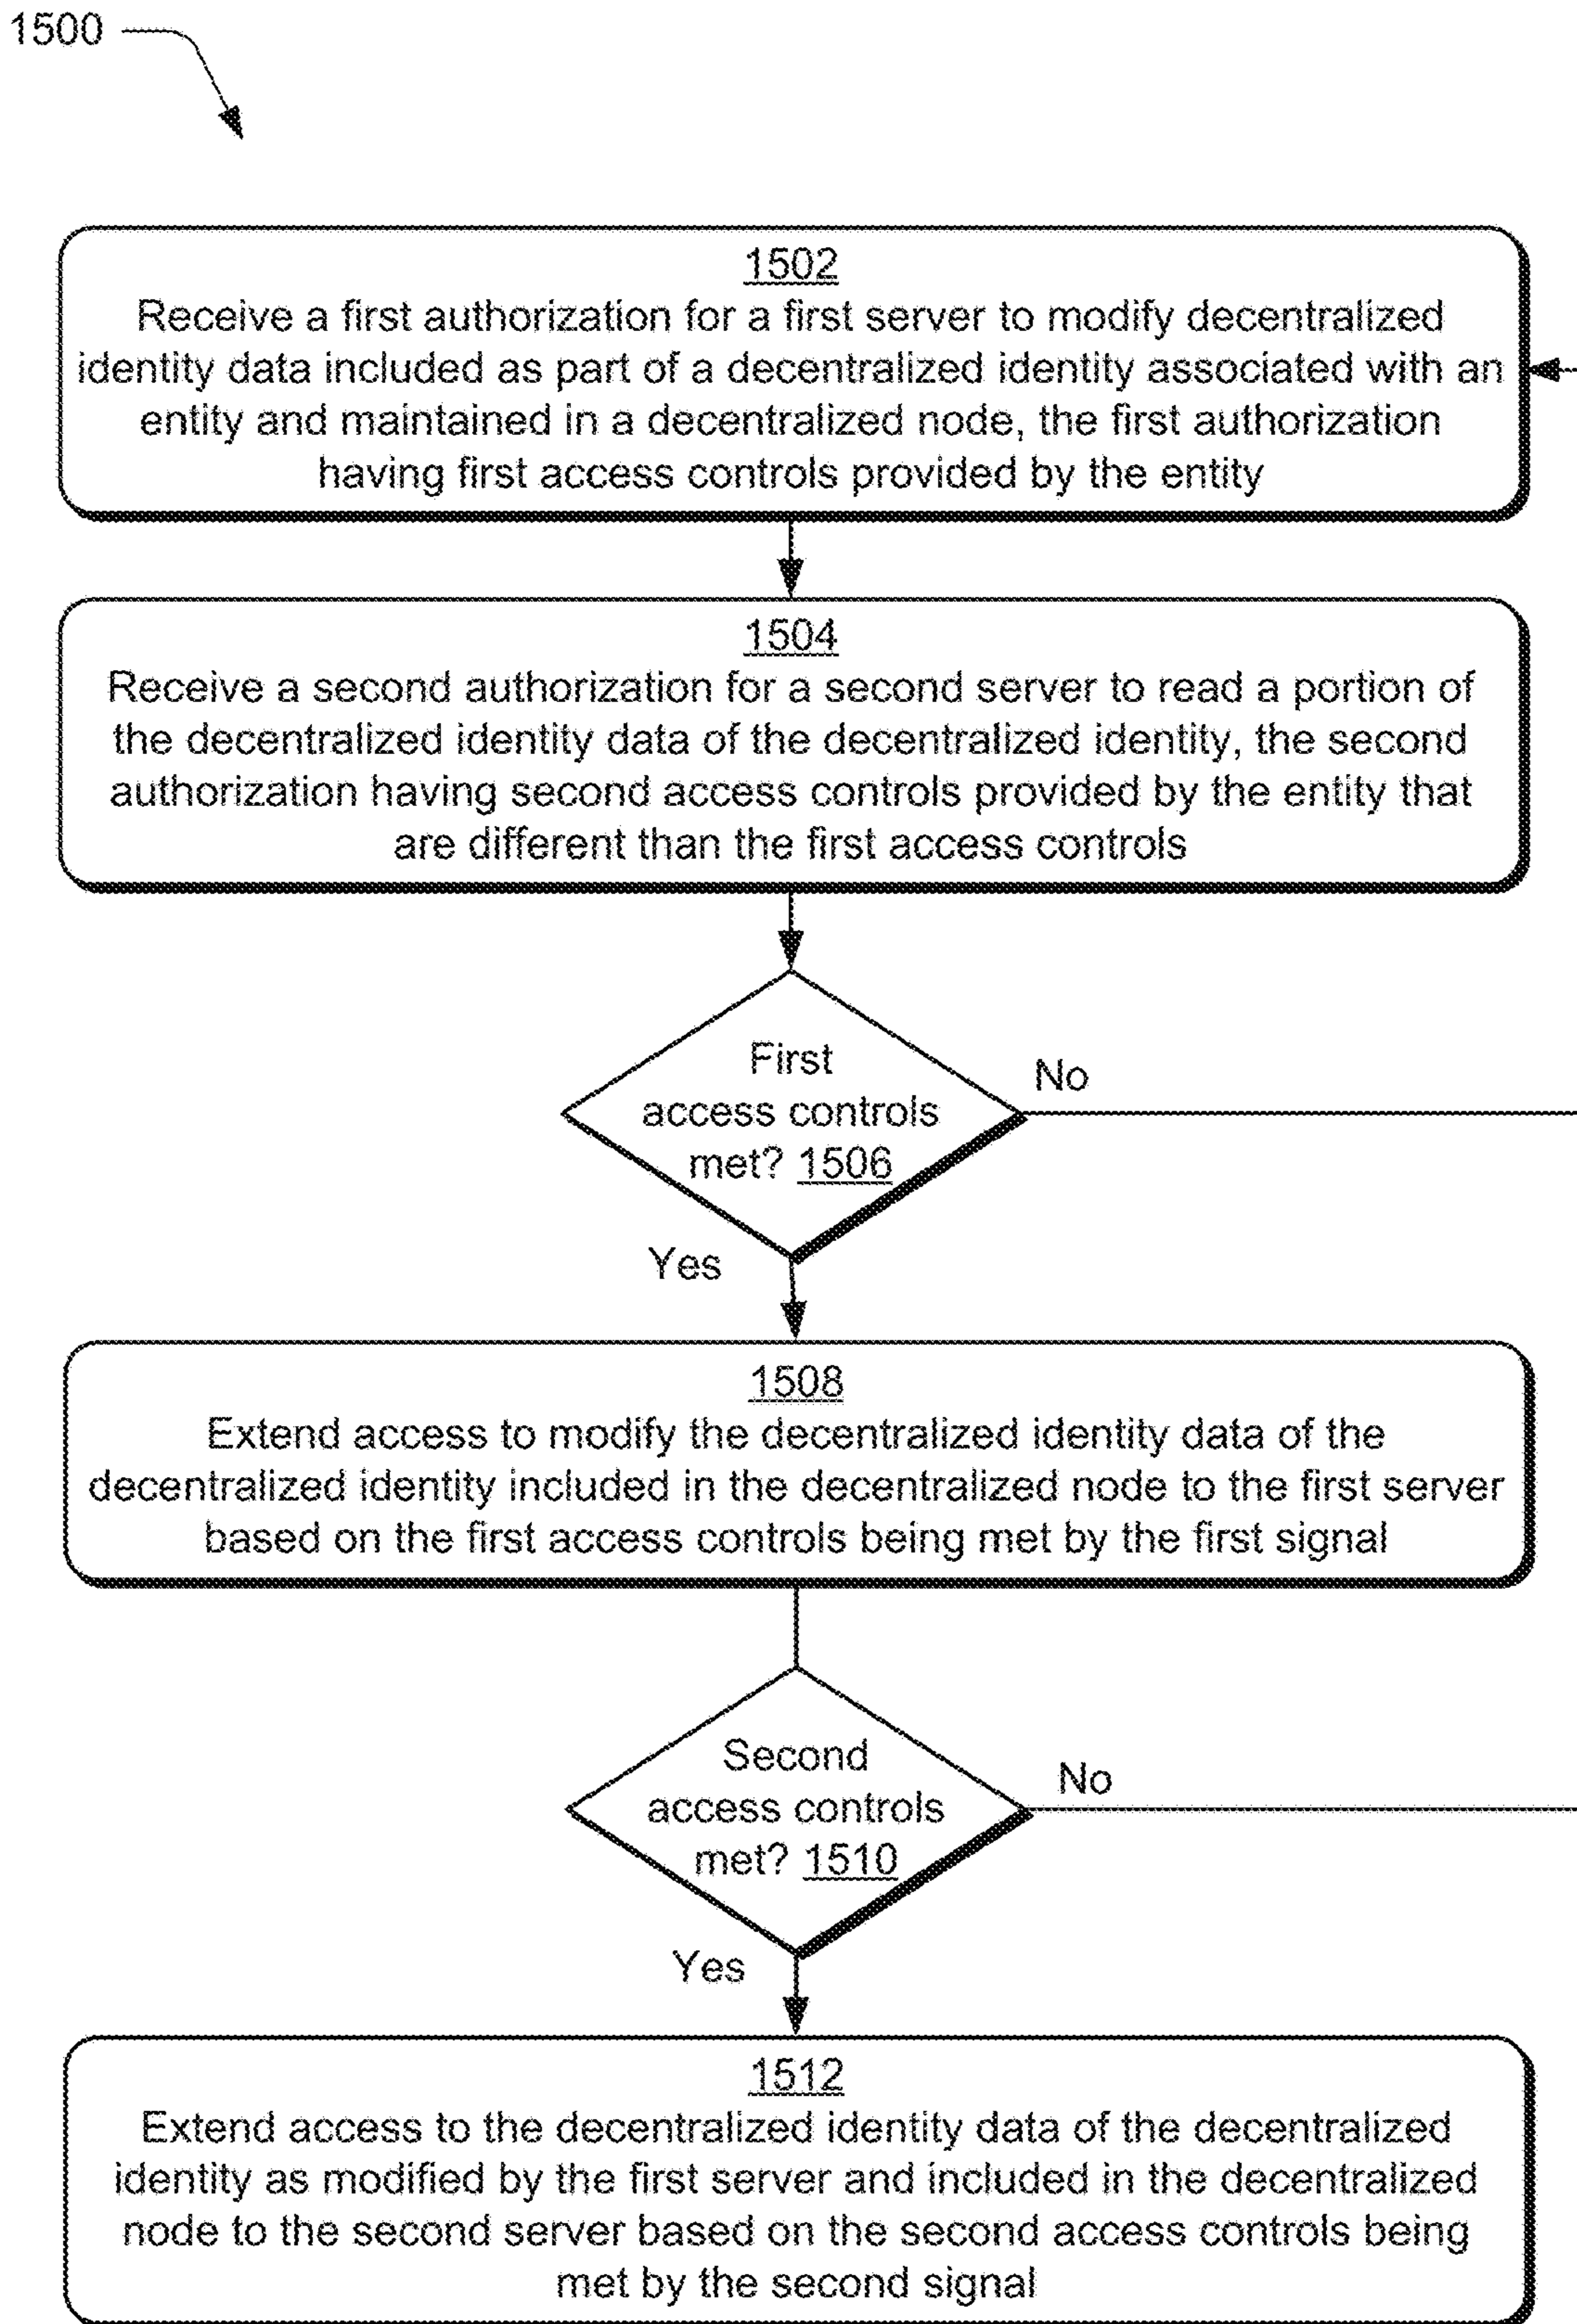 1500
1502
Receive a first authorization for a first server to modify decentralized
identity data included as part of a decentralized identity associated with an
entity and maintained in a decentralized node, the first authorization
having first access controls provided by the entity
1504
Receive a second authorization for a second server to read a portion of
the decentralized identity data of the decentralized identity, the second
authorization having second access controls provided by the entity that
are different than the first access controls
First
access controls
met? 1506
No
Yes
1508
Extend access to modify the decentralized identity data of the
decentralized identity included in the decentralized node to the first server
based on the first access controls being met by the first signal
Second
access controls
met? 1510
No
Yes
1512
Extend access to the decentralized identity data of the decentralized
identity as modified by the first server and included in the decentralized
node to the second server based on the second access controls being
met by the second signal